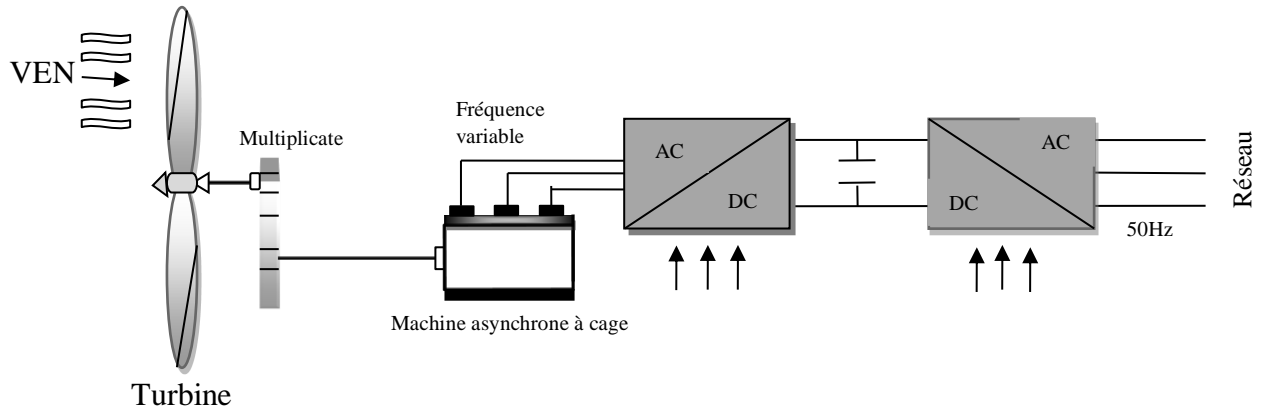 VEN
Fréquence
variable
Multiplicate
AC
DC
AC
DC
Réseau
50Hz
Machine asynchrone à cage
Turbine